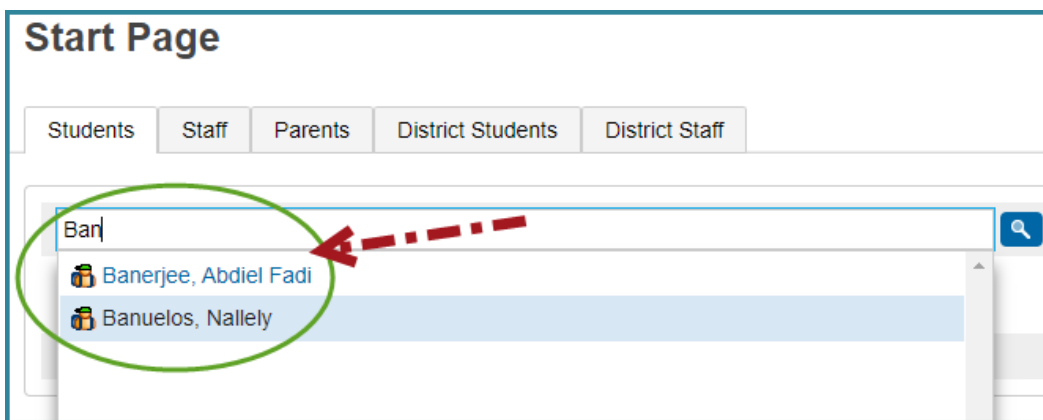 Start Page
Students Staff Parents District Students District Staff
Ban
Banerjee, Abdiel Fadi
Banuelos, Nallely